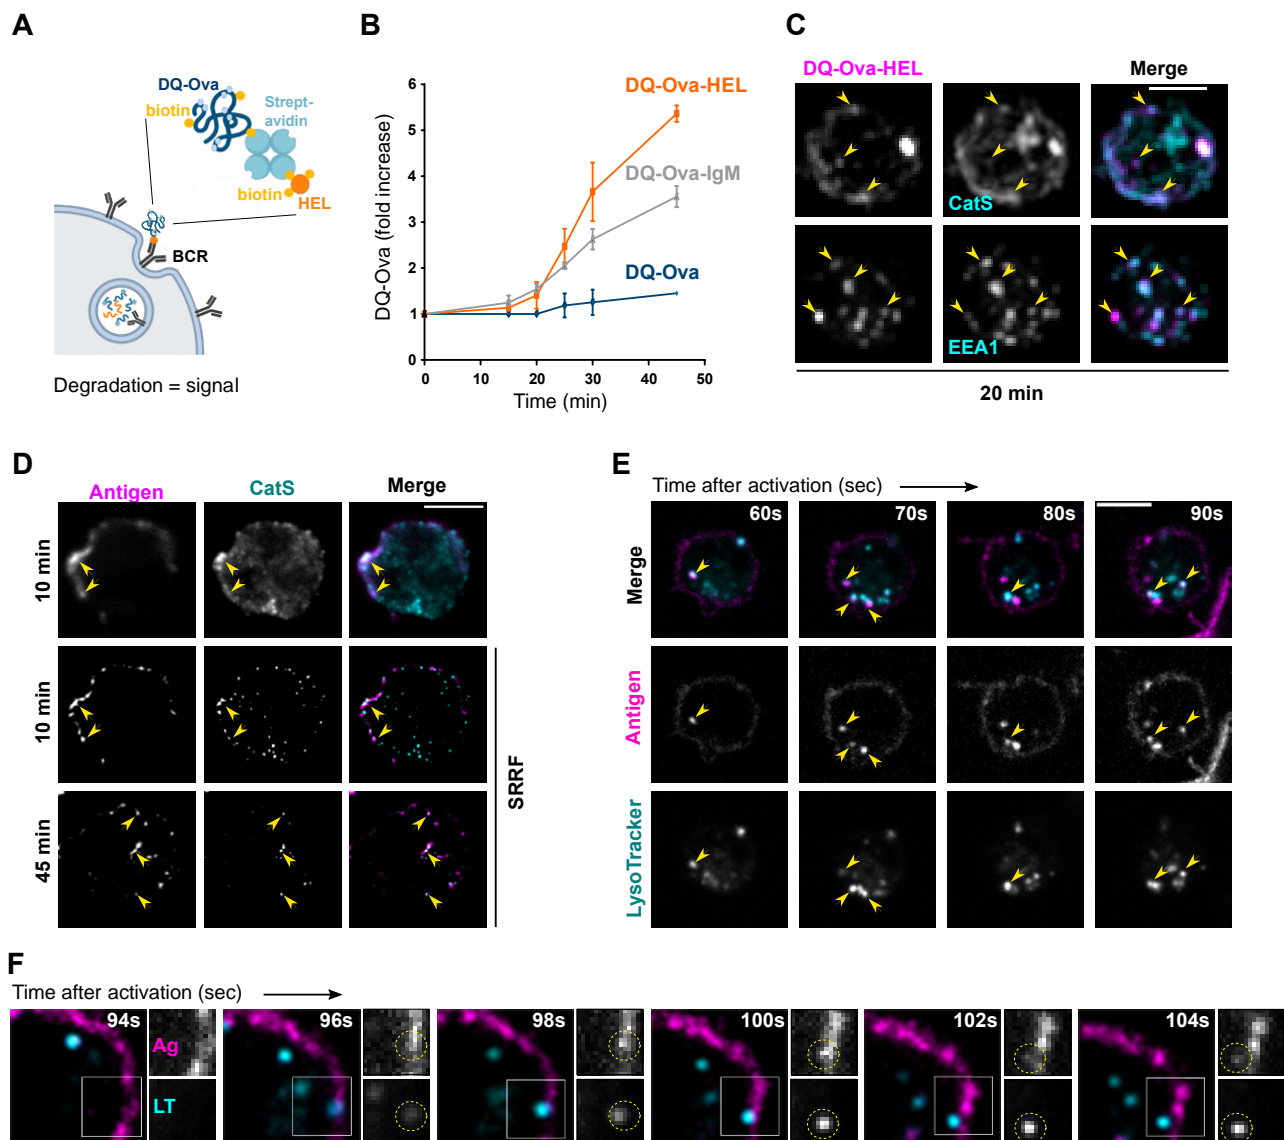 A
DQ-Ova
biotin
Strept-
avidin
biotin
HEL
BCR
Degradation = signal
B
DQ-Ova (fold increase)
6
5
4
3
2
1
0
0
10
20
30
40
50
Time (min)
DQ-Ova-HEL
DQ-Ova-IgM
DQ-Ova
C
DQ-Ova-HEL
Merge
CatS
EEA1
20 min
D
Antigen
CatS
Merge
10 min
10 min
45 min
SRRF
E
Time after activation (sec)
60s
70s
80s
90s
Merge
Antigen
LysoTracker
F
Time after activation (sec)
94s
Ag
LT
96s
98s
100s
102s
104s